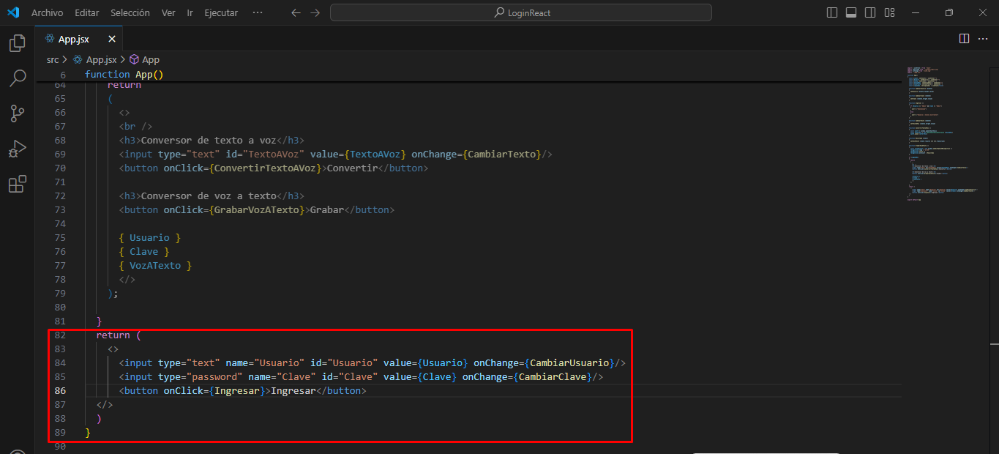 Archivo Editar Selección Ver Ir Ejecutar ··· LoginReact
App.jsx
src > App.jsx > App
6 function App()
64 return
65 (
66 <>
67 <br />
68 <h3>Conversor de texto a voz</h3>
69 <input type="text" id="TextoAVoz" value={TextoAVoz} onChange={CambiarTexto}/>
70 <button onClick={ConvertirTextoAVoz}>Convertir</button>
71
72 <h3>Conversor de voz a texto</h3>
73 <button onClick={GrabarVozATexto}>Grabar</button>
74
75 { Usuario }
76 { Clave }
77 { VozATexto }
78 </>
79 );
80
81 }
82 return (
83 <>
84 <input type="text" name="Usuario" id="Usuario" value={Usuario} onChange={CambiarUsuario}/>
85 <input type="password" name="Clave" id="Clave" value={Clave} onChange={CambiarClave}/>
86 <button onClick={Ingresar}>Ingresar</button>
87 </>
88 )
89 }
90